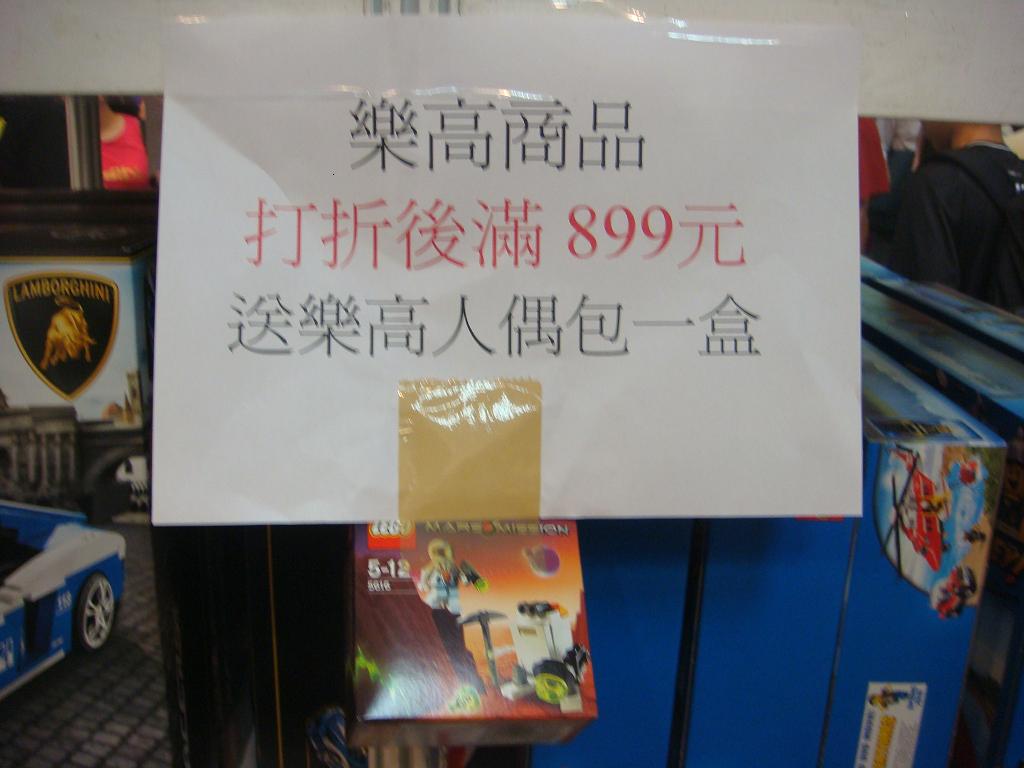 樂高商品
打折後滿 899元
送樂高人偶包一盒
LAMBORGHINI
LEGO
MARS MISSION
5-12
5616